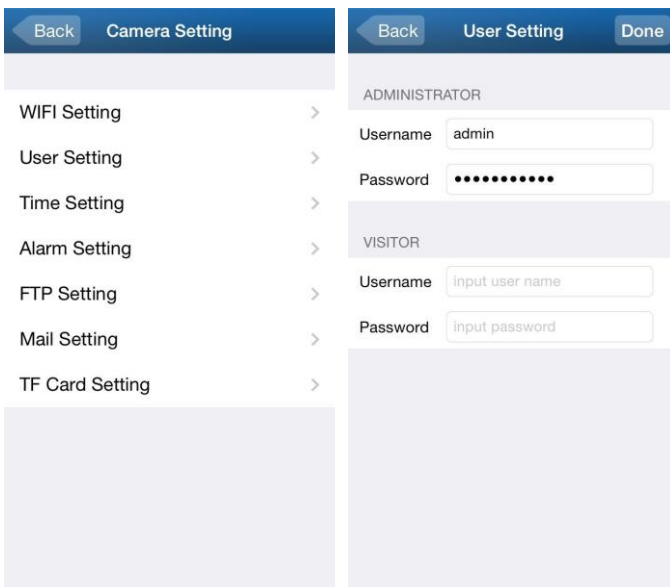 Back Camera Setting
WIFI Setting
User Setting
Time Setting
Alarm Setting
FTP Setting
Mail Setting
TF Card Setting
Back User Setting Done
ADMINISTRATOR
Username admin
Password •••••••••••
VISITOR
Username input user name
Password input password